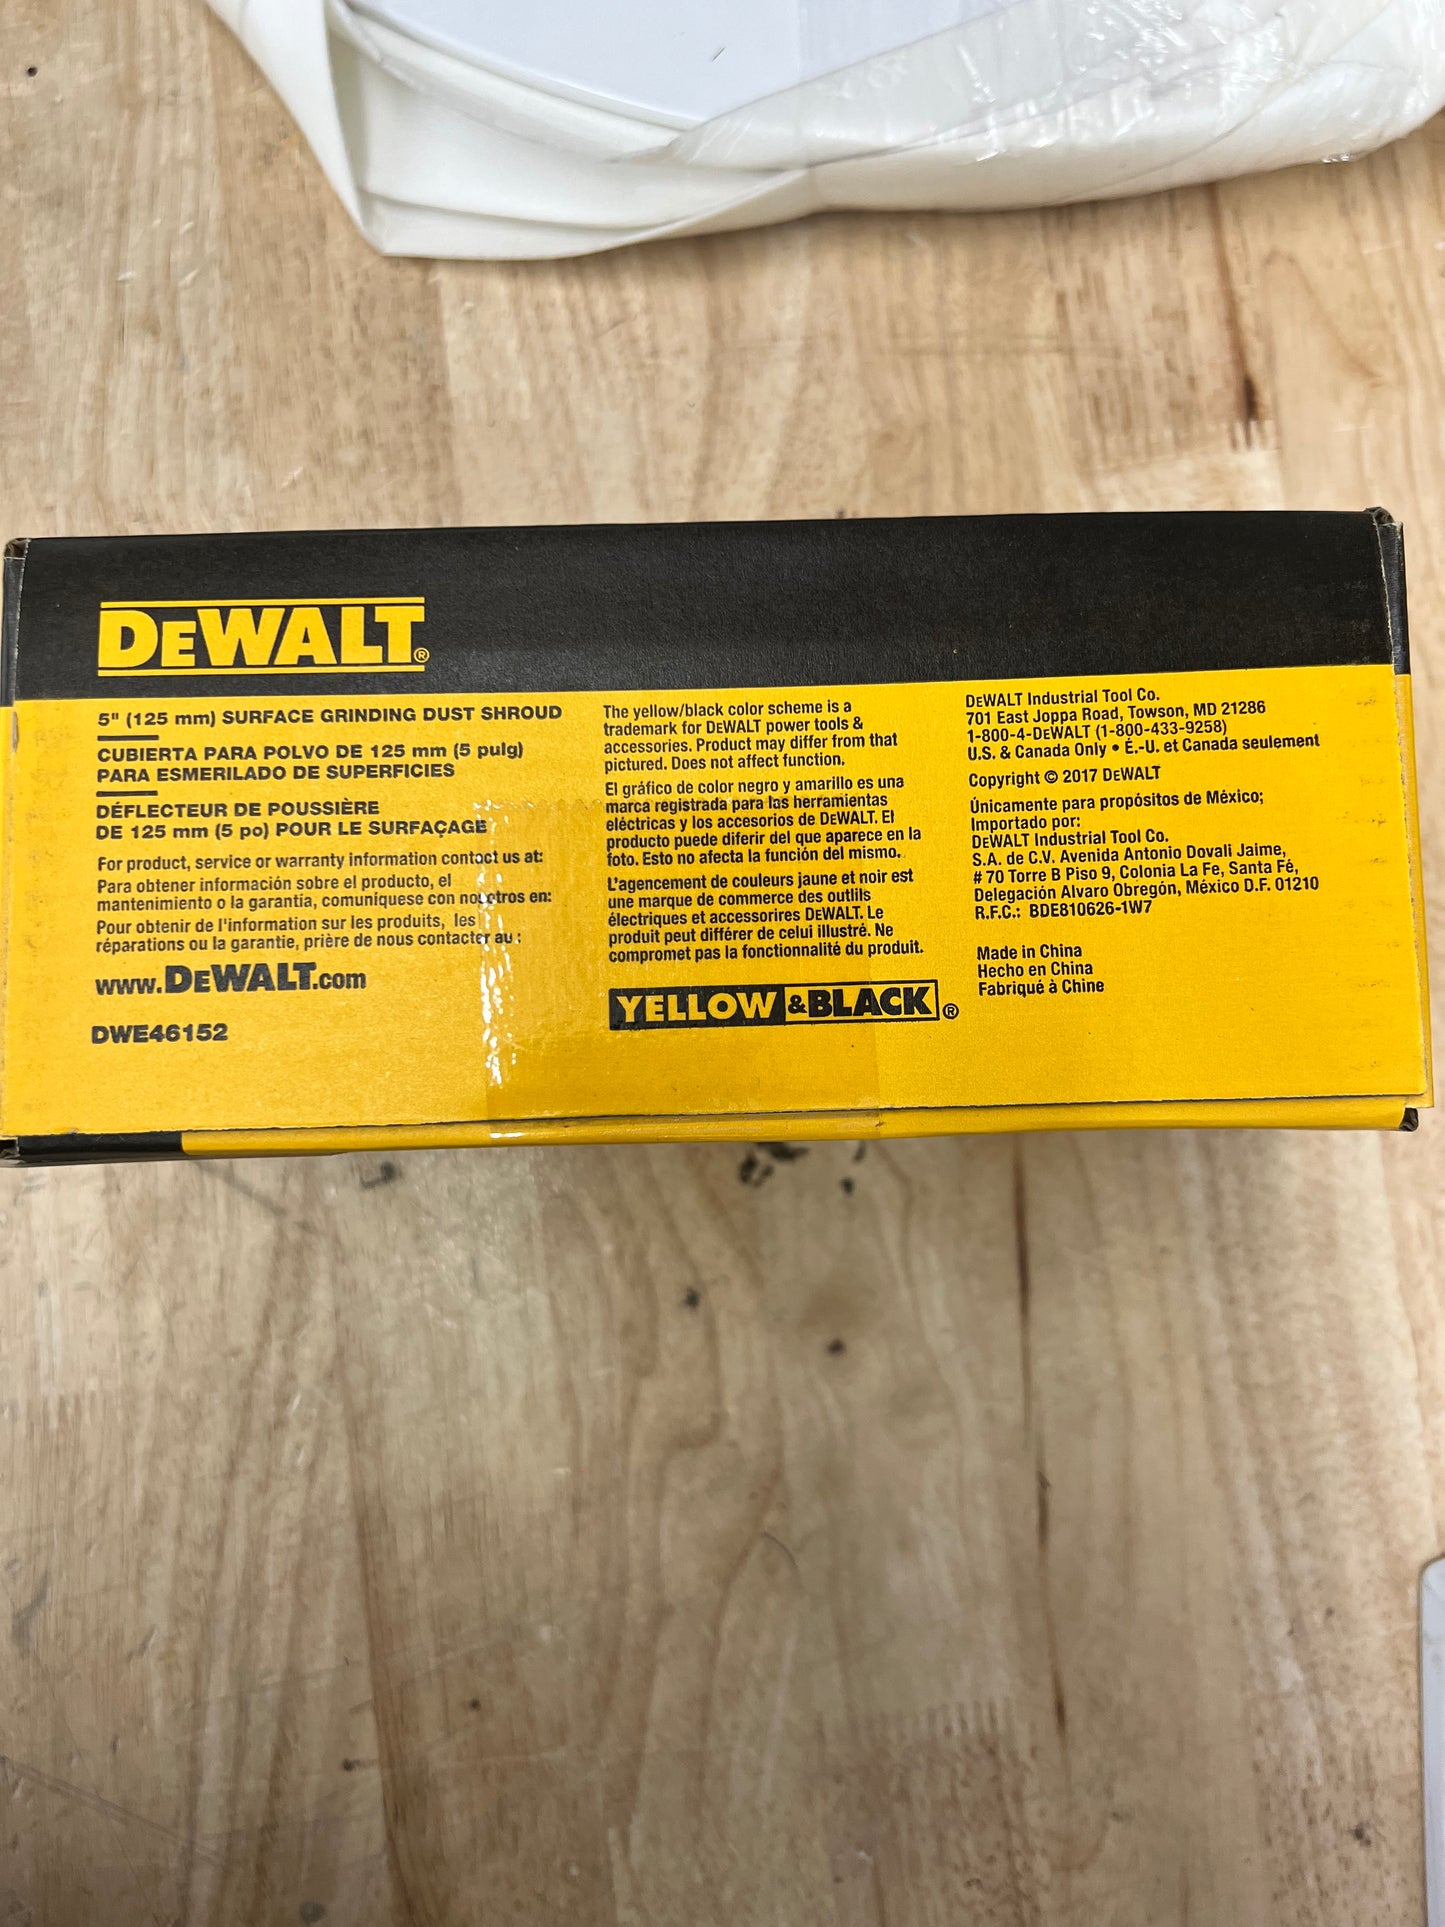 DEWALT®
5" (125 mm) SURFACE GRINDING DUST SHROUD
CUBIERTA PARA POLVO DE 125 mm (5 pulg)
PARA ESMERILADO DE SUPERFICIES
DÉFLECTEUR DE POUSSIÈRE
DE 125 mm (5 po) POUR LE SURFAÇAGE
For product, service or warranty information contact us at:
Para obtener información sobre el producto, el
mantenimiento o la garantía, comuníquese con nosotros en:
Pour obtenir de l'information sur les produits, les
réparations ou la garantie, prière de nous contacter au :
www.DEWALT.com
DWE46152
The yellow/black color scheme is a
trademark for DEWALT power tools &
accessories. Product may differ from that
pictured. Does not affect function.
El gráfico de color negro y amarillo es una
marca registrada para las herramientas
eléctricas y los accesorios de DEWALT. El
producto puede diferir del que aparece en la
foto. Esto no afecta la función del mismo.
L'agencement de couleurs jaune et noir est
une marque de commerce des outills
électriques et accessorires DEWALT. Le
produit peut différer de celui illustré. Ne
compromet pas la fonctionnalité du produit.
YELLOW & BLACK®
DEWALT Industrial Tool Co.
701 East Joppa Road, Towson, MD 21286
1-800-4-DEWALT (1-800-433-9258)
U.S. & Canada Only • É.-U. et Canada seulement
Copyright © 2017 DEWALT
Únicamente para propósitos de México;
Importado por:
DEWALT Industrial Tool Co.
S.A. de C.V. Avenida Antonio Dovali Jaime,
# 70 Torre B Piso 9, Colonia La Fe, Santa Fé,
Delegación Alvaro Obregón, México D.F. 01210
R.F.C.: BDE810626-1W7
Made in China
Hecho en China
Fabriqué à Chine